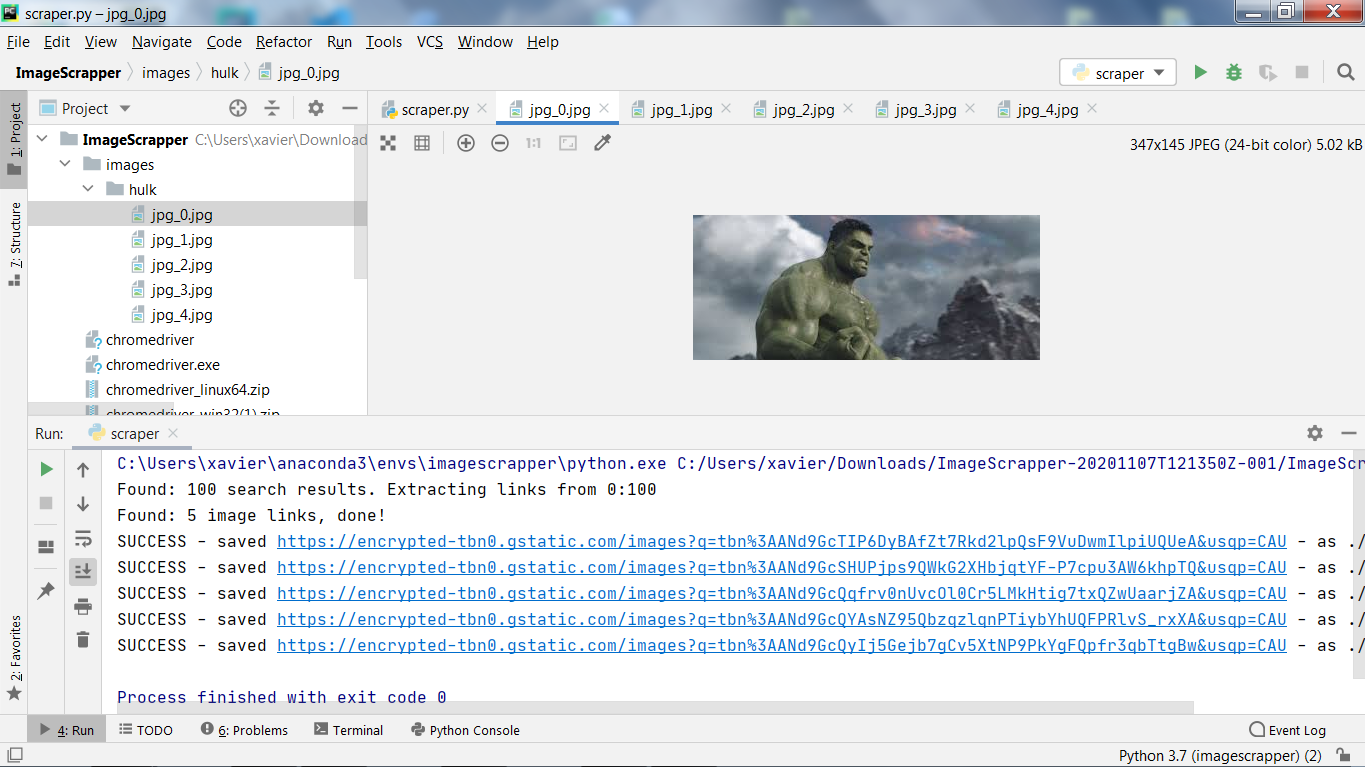 scraper.py – jpg_0.jpg
File Edit View Navigate Code Refactor Run Tools VCS Window Help
ImageScrapper images hulk jpg_0.jpg scraper
1: Project
7: Structure
2: Favorites
Project
ImageScrapper C:\Users\xavier\Download
images
hulk
jpg_0.jpg
jpg_1.jpg
jpg_2.jpg
jpg_3.jpg
jpg_4.jpg
chromedriver
chromedriver.exe
chromedriver_linux64.zip
chromedriver_win32(1).zip
scraper.py jpg_0.jpg jpg_1.jpg jpg_2.jpg jpg_3.jpg jpg_4.jpg
1:1 347x145 JPEG (24-bit color) 5.02 kB
Run: scraper
C:\Users\xavier\anaconda3\envs\imagescrapper\python.exe C:/Users/xavier/Downloads/ImageScrapper-20201107T121350Z-001/ImageScr
Found: 100 search results. Extracting links from 0:100
Found: 5 image links, done!
SUCCESS - saved https://encrypted-tbn0.gstatic.com/images?q=tbn%3AANd9GcTIP6DyBAfZt7Rkd2lpQsF9VuDwmIlpiUQUeA&usqp=CAU - as ./
SUCCESS - saved https://encrypted-tbn0.gstatic.com/images?q=tbn%3AANd9GcSHUPjps9QWkG2XHbjqtYF-P7cpu3AW6khpTQ&usqp=CAU - as ./
SUCCESS - saved https://encrypted-tbn0.gstatic.com/images?q=tbn%3AANd9GcQqfrv0nUvcOl0Cr5LMkHtig7txQZwUaarjZA&usqp=CAU - as ./
SUCCESS - saved https://encrypted-tbn0.gstatic.com/images?q=tbn%3AANd9GcQYAsNZ95QbzqzlqnPTiybYhUQFPRlvS_rxXA&usqp=CAU - as ./
SUCCESS - saved https://encrypted-tbn0.gstatic.com/images?q=tbn%3AANd9GcQyIj5Gejb7gCv5XtNP9PkYgFQpfr3qbTtgBw&usqp=CAU - as ./
Process finished with exit code 0
4: Run TODO 6: Problems Terminal Python Console Event Log
Python 3.7 (imagescrapper) (2)